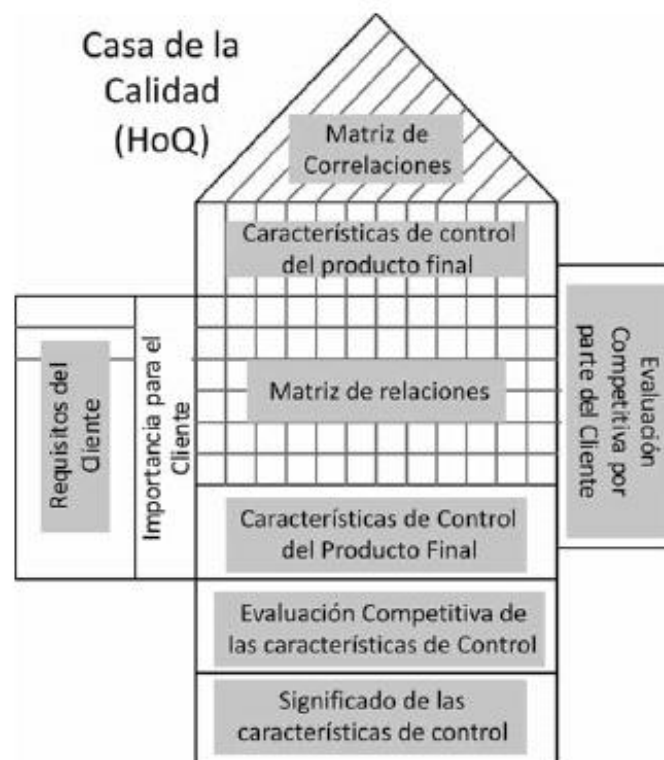 Casa de la
Calidad
(HoQ)
Matriz de
Correlaciones
Características de control
del producto final
Requisitos del
Cliente
Importancia para el
Cliente
Matriz de relaciones
Evaluación
Competitiva por
parte del Cliente
Características de Control
del Producto Final
Evaluación Competitiva de
las características de Control
Significado de las
características de control